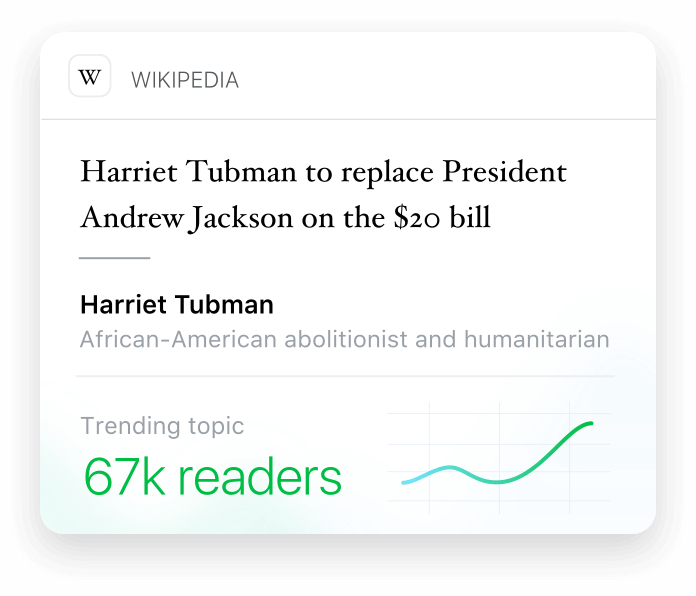 W WIKIPEDIA
Harriet Tubman to replace President
Andrew Jackson on the $20 bill
Harriet Tubman
African-American abolitionist and humanitarian
Trending topic
67k readers